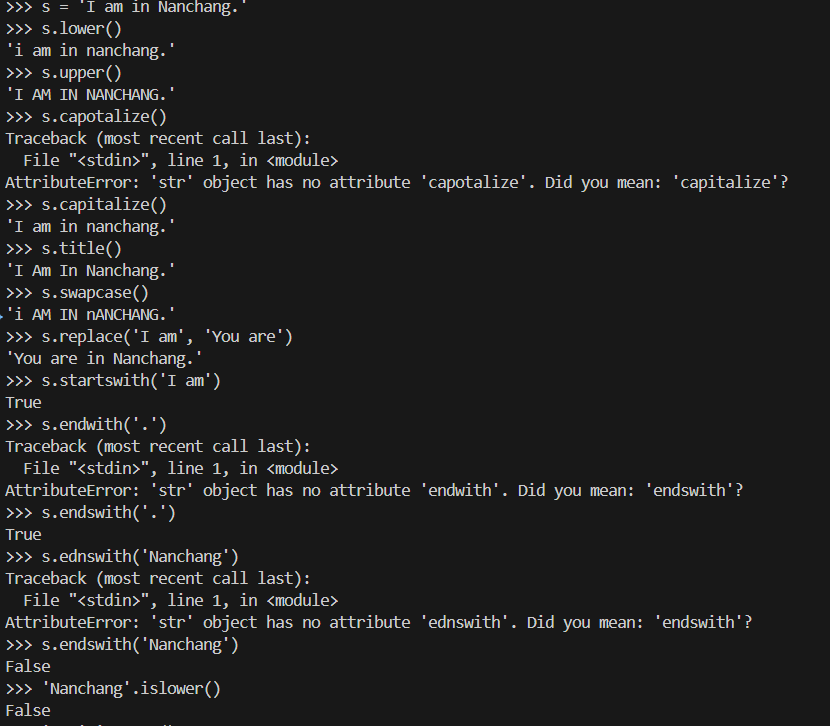 >>> s = 'I am in Nanchang.'
>>> s.lower()
'i am in nanchang.'
>>> s.upper()
'I AM IN NANCHANG.'
>>> s.capotalize()
Traceback (most recent call last):
  File "<stdin>", line 1, in <module>
AttributeError: 'str' object has no attribute 'capotalize'. Did you mean: 'capitalize'?
>>> s.capitalize()
'I am in nanchang.'
>>> s.title()
'I Am In Nanchang.'
>>> s.swapcase()
'i AM IN nANCHANG.'
>>> s.replace('I am', 'You are')
'You are in Nanchang.'
>>> s.startswith('I am')
True
>>> s.endwith('.')
Traceback (most recent call last):
  File "<stdin>", line 1, in <module>
AttributeError: 'str' object has no attribute 'endwith'. Did you mean: 'endswith'?
>>> s.endswith('.')
True
>>> s.ednswith('Nanchang')
Traceback (most recent call last):
  File "<stdin>", line 1, in <module>
AttributeError: 'str' object has no attribute 'ednswith'. Did you mean: 'endswith'?
>>> s.endswith('Nanchang')
False
>>> 'Nanchang'.islower()
False